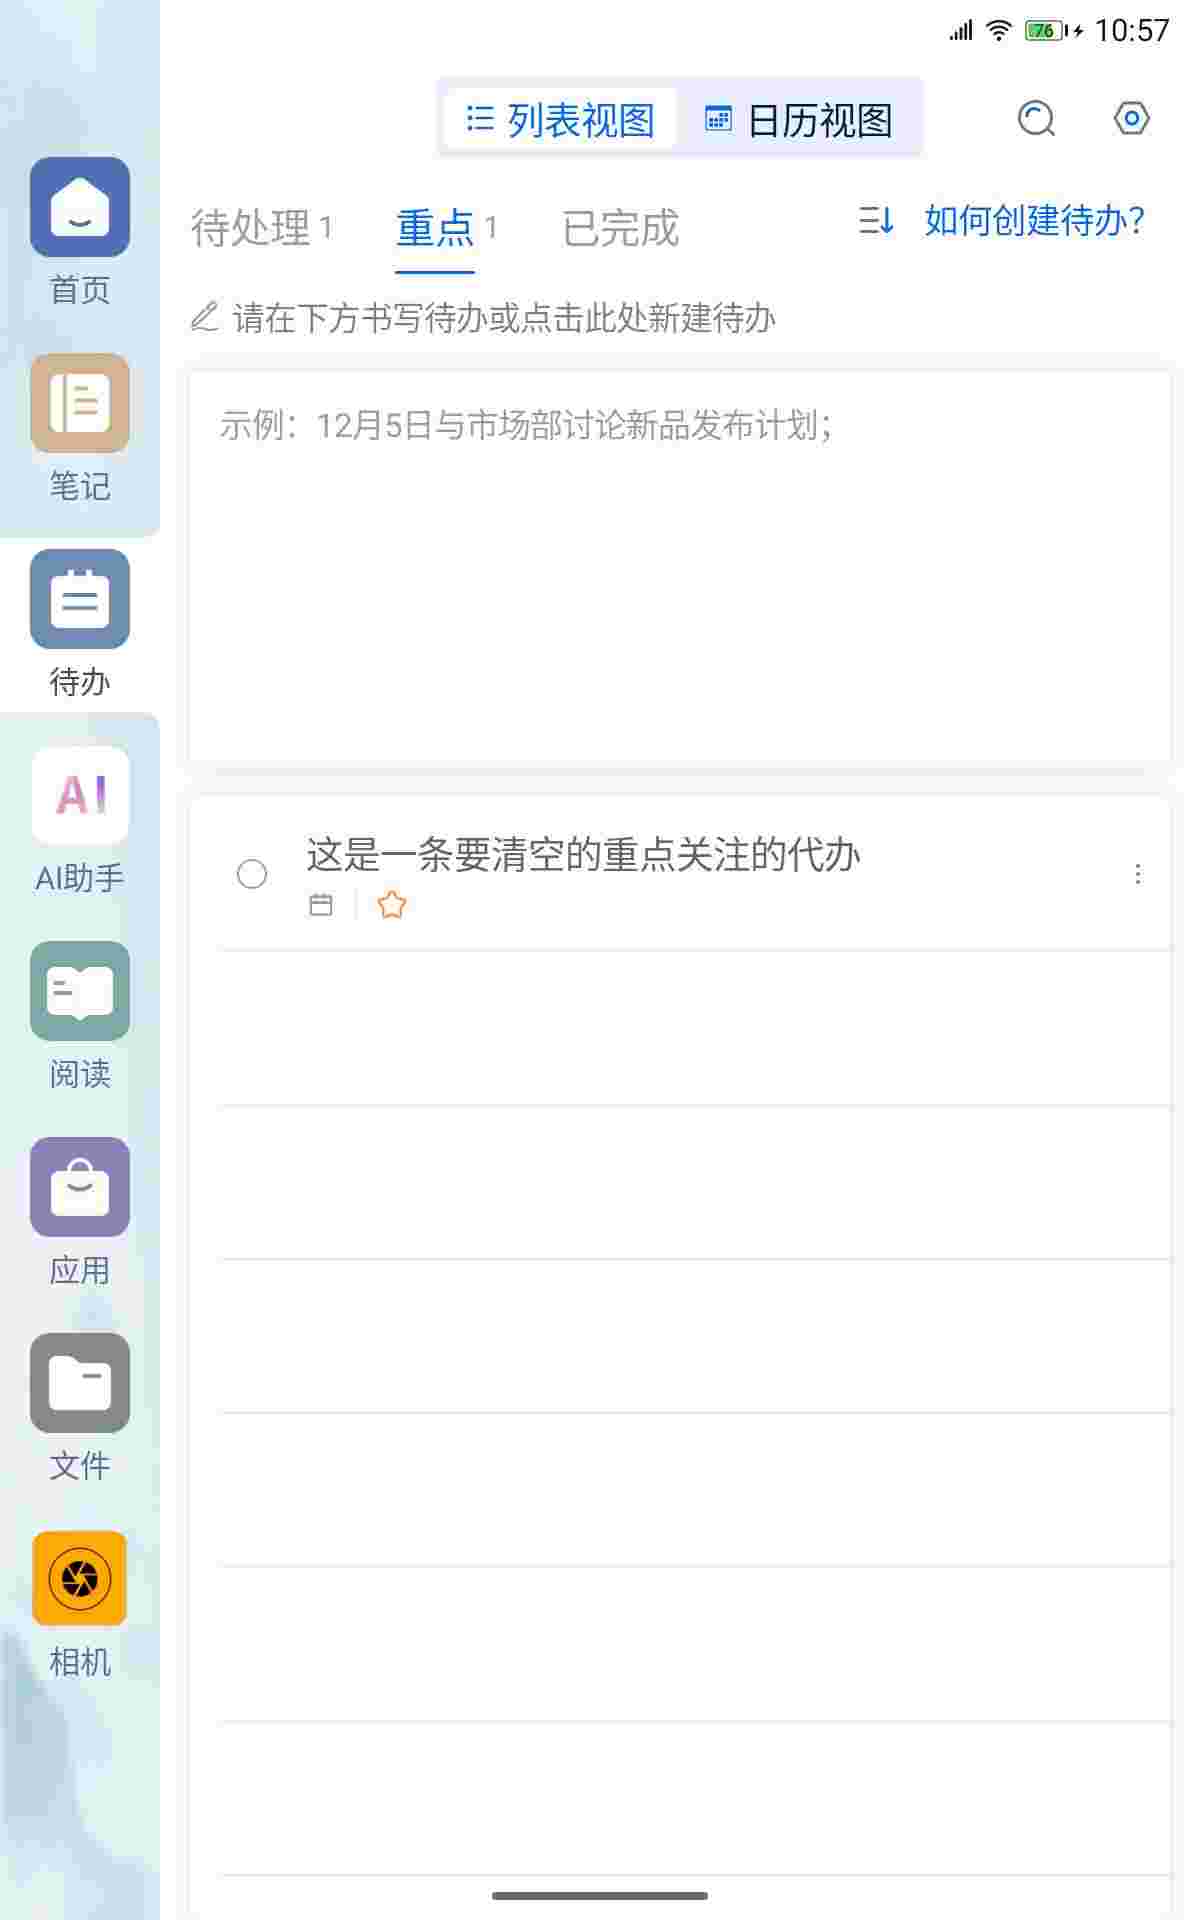 76 10:57
列表视图 日历视图
待处理 1 重点 1 已完成 如何创建待办?
请在下方书写待办或点击此处新建待办
示例：12月5日与市场部讨论新品发布计划；
这是一条要清空的重点关注的代办
首页
笔记
待办
AI
AI助手
阅读
应用
文件
相机